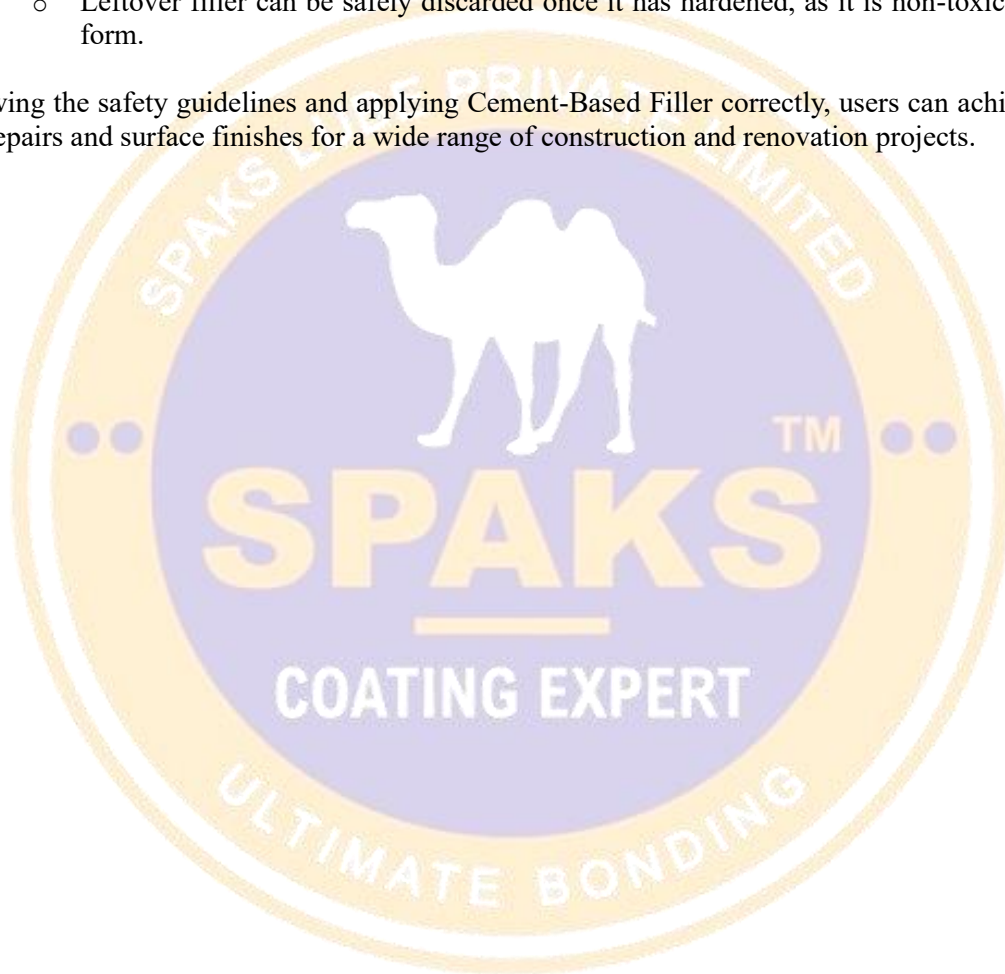 o Leftover filler can be safely discarded once it has hardened, as it is non-toxic
form.
ving the safety guidelines and applying Cement-Based Filler correctly, users can achi
epairs and surface finishes for a wide range of construction and renovation projects.
SPAKS PRIVATE LIMITED
TM
SPAKS
COATING EXPERT
ULTIMATE BONDING